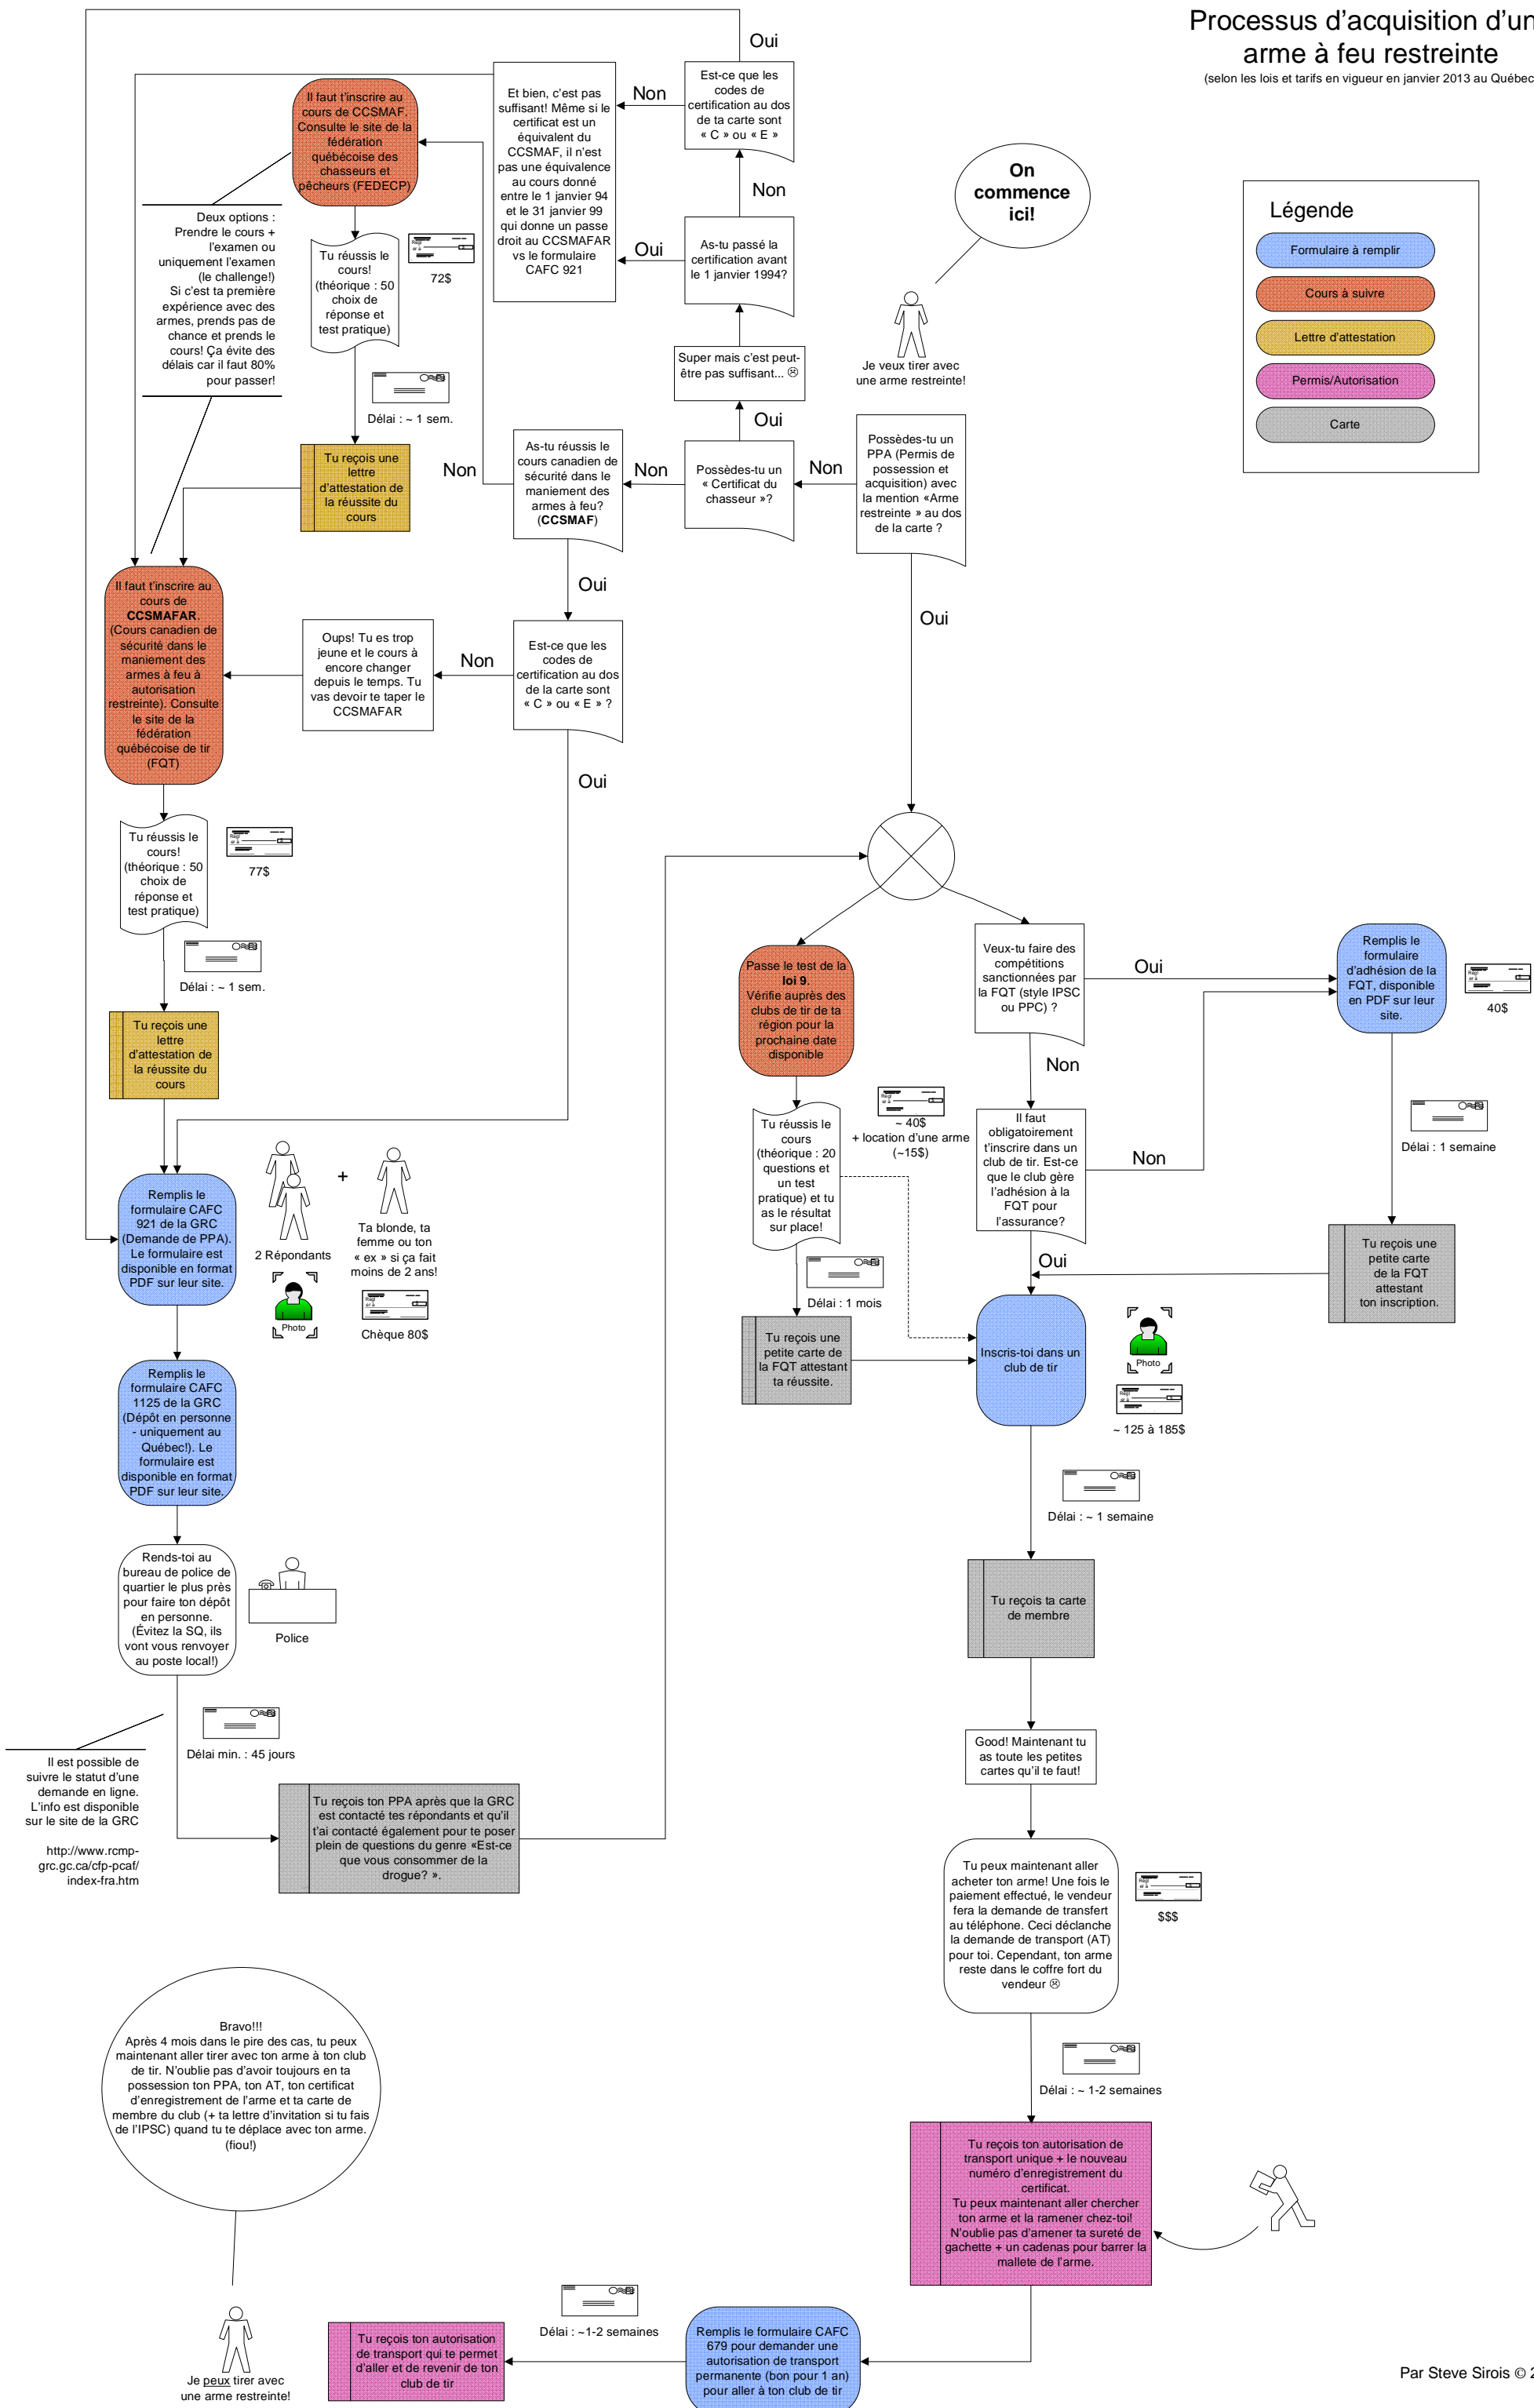 Processus d'acquisition d'un
arme à feu restreinte
(selon les lois et tarifs en vigueur en janvier 2013 au Québec
Légende
Formulaire à remplir
Cours à suivre
Lettre d'attestation
Permis/Autorisation
Carte
On
commence
ici!
Je veux tirer avec
une arme restreinte!
Possèdes-tu un
PPA (Permis de
possession et
acquisition) avec
la mention «Arme
restreinte » au dos
de la carte ?
Non
Oui
Possèdes-tu un
« Certificat du
chasseur »?
Oui
Non
Super mais c'est peut-
être pas suffisant... ☹
As-tu passé la
certification avant
le 1 janvier 1994?
Oui
Non
Est-ce que les
codes de
certification au dos
de ta carte sont
« C » ou « E »
Oui
Non
Et bien, c'est pas
suffisant! Même si le
certificat est un
équivalent du
CCSMAF, il n'est
pas une équivalence
au cours donné
entre le 1 janvier 94
et le 31 janvier 99
qui donne un passe
droit au CCSMAFAR
vs le formulaire
CAFC 921
As-tu réussis le
cours canadien de
sécurité dans le
maniement des
armes à feu?
(CCSMAF)
Non
Oui
Il faut t'inscrire au
cours de CCSMAF.
Consulte le site de la
fédération
québécoise des
chasseurs et
pêcheurs (FEDECP)
Deux options :
Prendre le cours +
l'examen ou
uniquement l'examen
(le challenge!)
Si c'est ta première
expérience avec des
armes, prends pas de
chance et prends le
cours! Ça évite des
délais car il faut 80%
pour passer!
Tu réussis le
cours!
(théorique : 50
choix de
réponse et
test pratique)
72$
Délai : ~ 1 sem.
Tu reçois une
lettre
d'attestation de
la réussite du
cours
Est-ce que les
codes de
certification au dos
de la carte sont
« C » ou « E » ?
Non
Oui
Oups! Tu es trop
jeune et le cours à
encore changer
depuis le temps. Tu
vas devoir te taper le
CCSMAFAR
Il faut t'inscrire au
cours de
CCSMAFAR.
(Cours canadien de
sécurité dans le
maniement des
armes à feu à
autorisation
restreinte). Consulte
le site de la
fédération
québécoise de tir
(FQT)
Tu réussis le
cours!
(théorique : 50
choix de
réponse et
test pratique)
77$
Délai : ~ 1 sem.
Tu reçois une
lettre
d'attestation de
la réussite du
cours
Remplis le
formulaire CAFC
921 de la GRC
(Demande de PPA).
Le formulaire est
disponible en format
PDF sur leur site.
2 Répondants
+
Ta blonde, ta
femme ou ton
« ex » si ça fait
moins de 2 ans!
Photo
Chèque 80$
Remplis le
formulaire CAFC
1125 de la GRC
(Dépôt en personne
- uniquement au
Québec!). Le
formulaire est
disponible en format
PDF sur leur site.
Rends-toi au
bureau de police de
quartier le plus près
pour faire ton dépôt
en personne.
(Évitez la SQ, ils
vont vous renvoyer
au poste local!)
Police
Délai min. : 45 jours
Il est possible de
suivre le statut d'une
demande en ligne.
L'info est disponible
sur le site de la GRC
http://www.rcmp-
grc.gc.ca/cfp-pcaf/
index-fra.htm
Tu reçois ton PPA après que la GRC
est contacté tes répondants et qu'il
t'ai contacté également pour te poser
plein de questions du genre «Est-ce
que vous consommer de la
drogue? ».
Passe le test de la
loi 9.
Vérifie auprès des
clubs de tir de ta
région pour la
prochaine date
disponible
Tu réussis le
cours
(théorique : 20
questions et
un test
pratique) et tu
as le résultat
sur place!
~ 40$
+ location d'une arme
(~15$)
Délai : 1 mois
Tu reçois une
petite carte de
la FQT attestant
ta réussite.
Veux-tu faire des
compétitions
sanctionnées par
la FQT (style IPSC
ou PPC) ?
Oui
Non
Il faut
obligatoirement
t'inscrire dans un
club de tir. Est-ce
que le club gère
l'adhésion à la
FQT pour
l'assurance?
Non
Oui
Remplis le
formulaire
d'adhésion de la
FQT, disponible
en PDF sur leur
site.
40$
Délai : 1 semaine
Tu reçois une
petite carte
de la FQT
attestant
ton inscription.
Inscris-toi dans un
club de tir
Photo
~ 125 à 185$
Délai : ~ 1 semaine
Tu reçois ta carte
de membre
Good! Maintenant tu
as toute les petites
cartes qu'il te faut!
Tu peux maintenant aller
acheter ton arme! Une fois le
paiement effectué, le vendeur
fera la demande de transfert
au téléphone. Ceci déclanche
la demande de transport (AT)
pour toi. Cependant, ton arme
reste dans le coffre fort du
vendeur ☹
$$$
Délai : ~ 1-2 semaines
Tu reçois ton autorisation de
transport unique + le nouveau
numéro d'enregistrement du
certificat.
Tu peux maintenant aller chercher
ton arme et la ramener chez-toi!
N'oublie pas d'amener ta sureté de
gachette + un cadenas pour barrer la
mallete de l'arme.
Remplis le formulaire CAFC
679 pour demander une
autorisation de transport
permanente (bon pour 1 an)
pour aller à ton club de tir
Délai : ~1-2 semaines
Tu reçois ton autorisation
de transport qui te permet
d'aller et de revenir de ton
club de tir
Bravo!!!
Après 4 mois dans le pire des cas, tu peux
maintenant aller tirer avec ton arme à ton club
de tir. N'oublie pas d'avoir toujours en ta
possession ton PPA, ton AT, ton certificat
d'enregistrement de l'arme et ta carte de
membre du club (+ ta lettre d'invitation si tu fais
de l'IPSC) quand tu te déplace avec ton arme.
(fiou!)
Je peux tirer avec
une arme restreinte!
Par Steve Sirois © 2